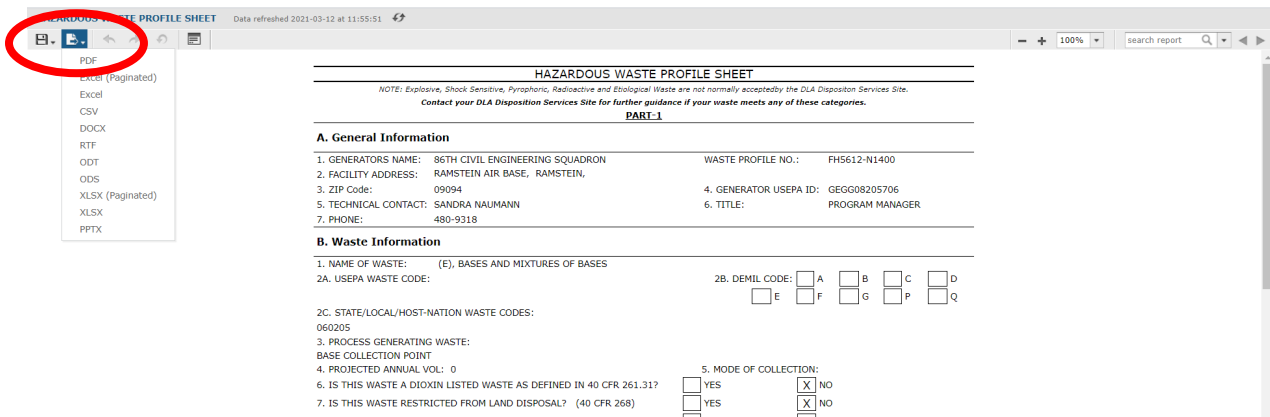 HAZARDOUS WASTE PROFILE SHEET Data refreshed 2021-03-12 at 11:55:51
100% search report
PDF
Excel (Paginated)
Excel
CSV
DOCX
RTF
ODT
ODS
XLSX (Paginated)
XLSX
PPTX
HAZARDOUS WASTE PROFILE SHEET
NOTE: Explosive, Shock Sensitive, Pyrophoric, Radioactive and Etiological Waste are not normally acceptedby the DLA Dispositon Services Site.
Contact your DLA Disposition Services Site for further guidance if your waste meets any of these categories.
PART-1
A. General Information
1. GENERATORS NAME: 86TH CIVIL ENGINEERING SQUADRON WASTE PROFILE NO.: FH5612-N1400
2. FACILITY ADDRESS: RAMSTEIN AIR BASE, RAMSTEIN,
3. ZIP Code: 09094 4. GENERATOR USEPA ID: GEGG08205706
5. TECHNICAL CONTACT: SANDRA NAUMANN 6. TITLE: PROGRAM MANAGER
7. PHONE: 480-9318
B. Waste Information
1. NAME OF WASTE: (E), BASES AND MIXTURES OF BASES
2A. USEPA WASTE CODE: 2B. DEMIL CODE: A B C D
E F G P Q
2C. STATE/LOCAL/HOST-NATION WASTE CODES:
060205
3. PROCESS GENERATING WASTE:
BASE COLLECTION POINT
4. PROJECTED ANNUAL VOL: 0 5. MODE OF COLLECTION:
6. IS THIS WASTE A DIOXIN LISTED WASTE AS DEFINED IN 40 CFR 261.31? YES X NO
7. IS THIS WASTE RESTRICTED FROM LAND DISPOSAL? (40 CFR 268) YES X NO